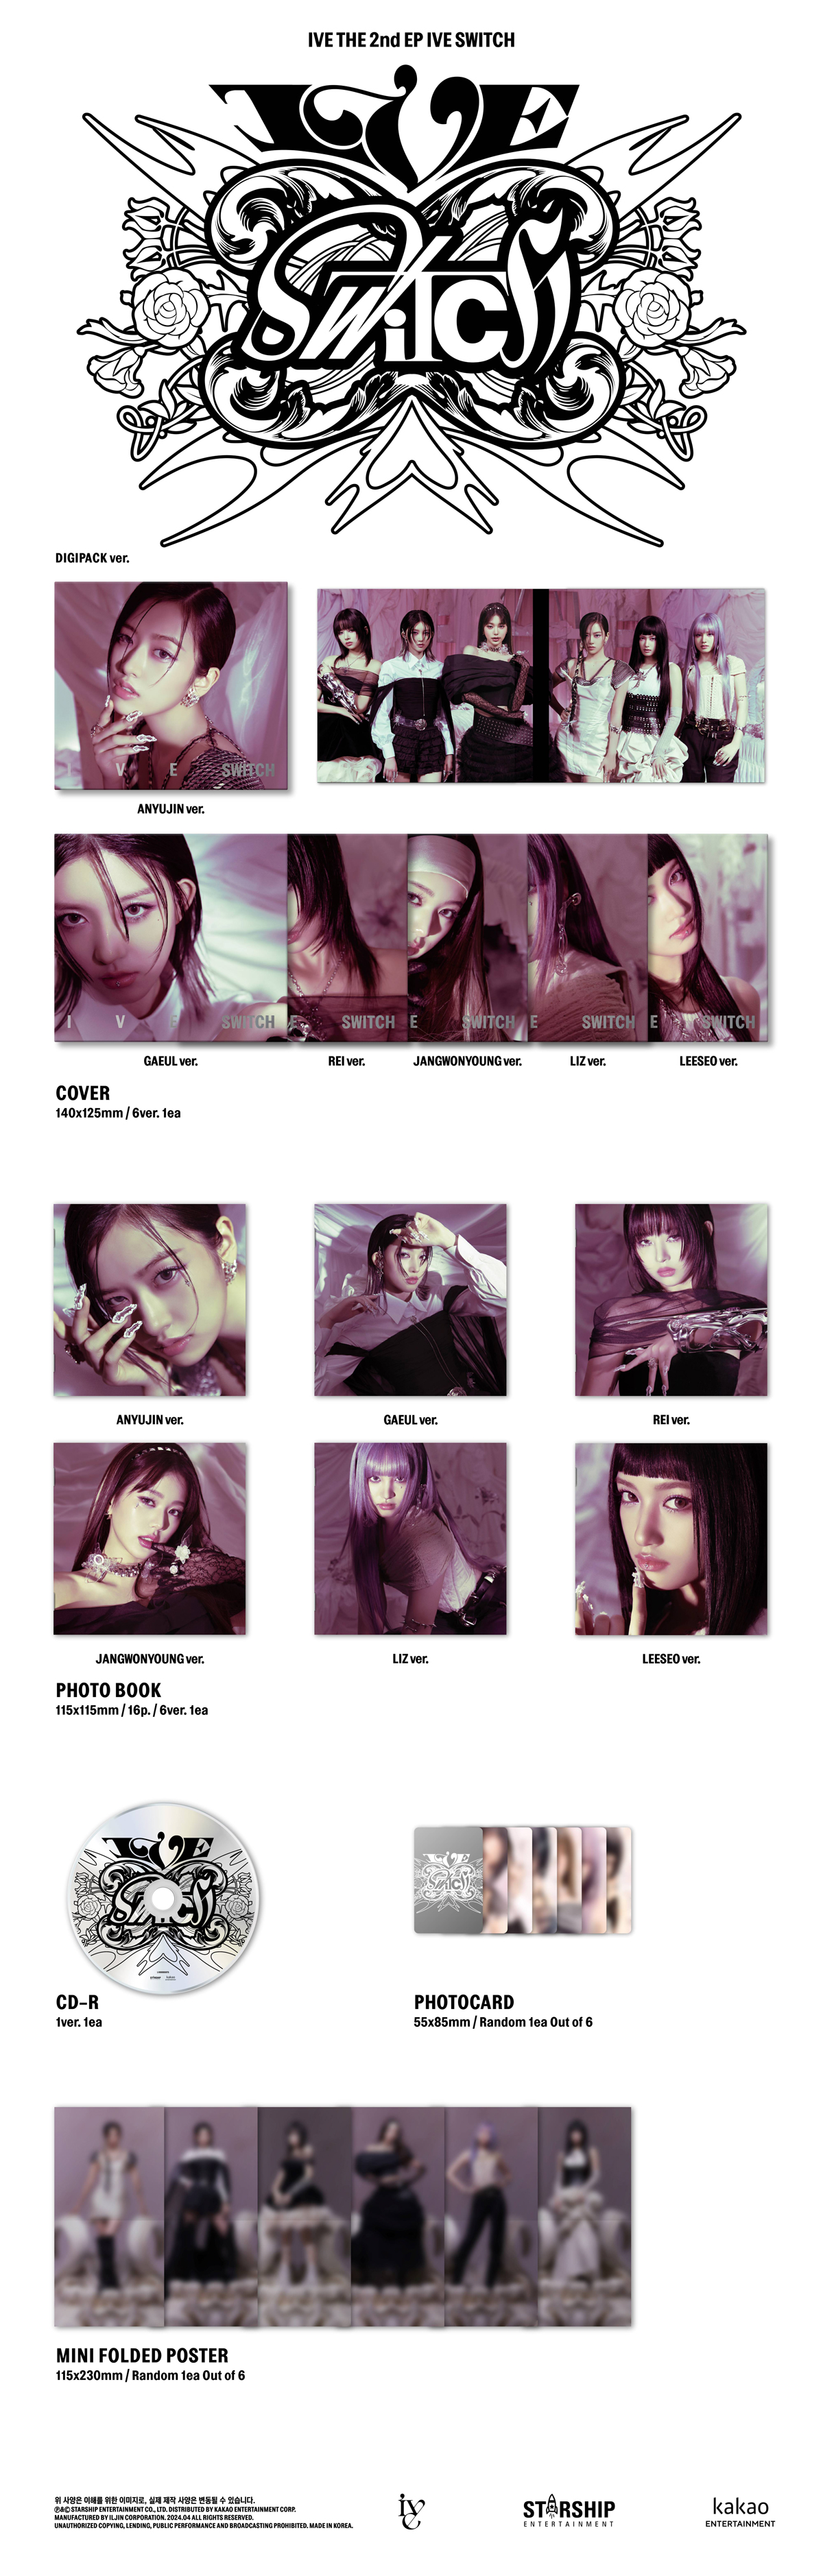 IVE THE 2nd EP IVE SWITCH
IVE
SWITCH
DIGIPACK ver.
I V E SWITCH
ANYUJIN ver.
I V E SWITCH
E SWITCH
E SWITCH
E SWITCH
E SWITCH
GAEUL ver.
REI ver.
JANGWONYOUNG ver.
LIZ ver.
LEESEO ver.
COVER
140x125mm / 6ver. 1ea
ANYUJIN ver.
GAEUL ver.
REI ver.
JANGWONYOUNG ver.
LIZ ver.
LEESEO ver.
PHOTO BOOK
115x115mm / 16p. / 6ver. 1ea
IVE
SWITCH
IVE
SWITCH
CD-R
1ver. 1ea
PHOTOCARD
55x85mm / Random 1ea Out of 6
MINI FOLDED POSTER
115x230mm / Random 1ea Out of 6
위 사양은 이해를 위한 이미지로, 실제 제작 사양은 변동될 수 있습니다.
℗&© STARSHIP ENTERTAINMENT CO., LTD. DISTRIBUTED BY KAKAO ENTERTAINMENT CORP.
MANUFACTURED BY ILJIN CORPORATION. 2024.04 ALL RIGHTS RESERVED.
UNAUTHORIZED COPYING, LENDING, PUBLIC PERFORMANCE AND BROADCASTING PROHIBITED. MADE IN KOREA.
ive
STARSHIP
ENTERTAINMENT
kakao
ENTERTAINMENT